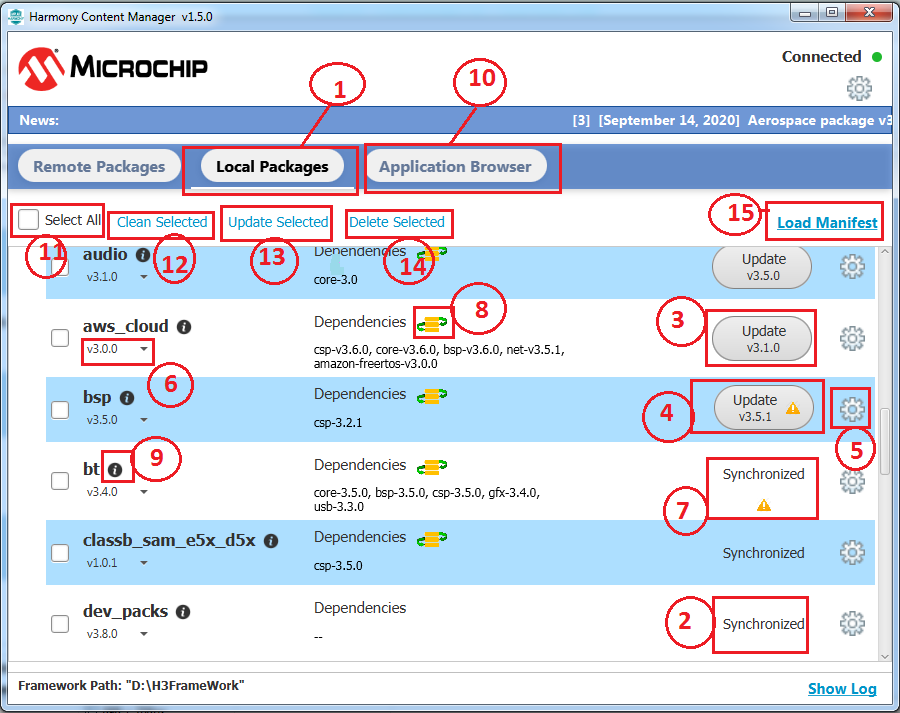 Harmony Content Manager v1.5.0
MICROCHIP
Connected
1
10
News:
[3] [September 14, 2020] Aerospace package v3
Remote Packages
Local Packages
Application Browser
15
Select All
Clean Selected
Update Selected
Delete Selected
Load Manifest
11
12
13
14
audio
v3.1.0
Dependencies
core-3.0
Update
v3.5.0
8
3
aws_cloud
v3.0.0
Dependencies
csp-v3.6.0, core-v3.6.0, bsp-v3.6.0, net-v3.5.1,
amazon-freertos-v3.0.0
Update
v3.1.0
6
4
5
bsp
v3.5.0
Dependencies
csp-3.2.1
Update
v3.5.1
9
7
bt
v3.4.0
Dependencies
core-3.5.0, bsp-3.5.0, csp-3.5.0, gfx-3.4.0,
usb-3.3.0
Synchronized
classb_sam_e5x_d5x
v1.0.1
Dependencies
csp-3.5.0
Synchronized
dev_packs
v3.8.0
Dependencies
--
2
Synchronized
Framework Path: "D:\H3FrameWork"
Show Log